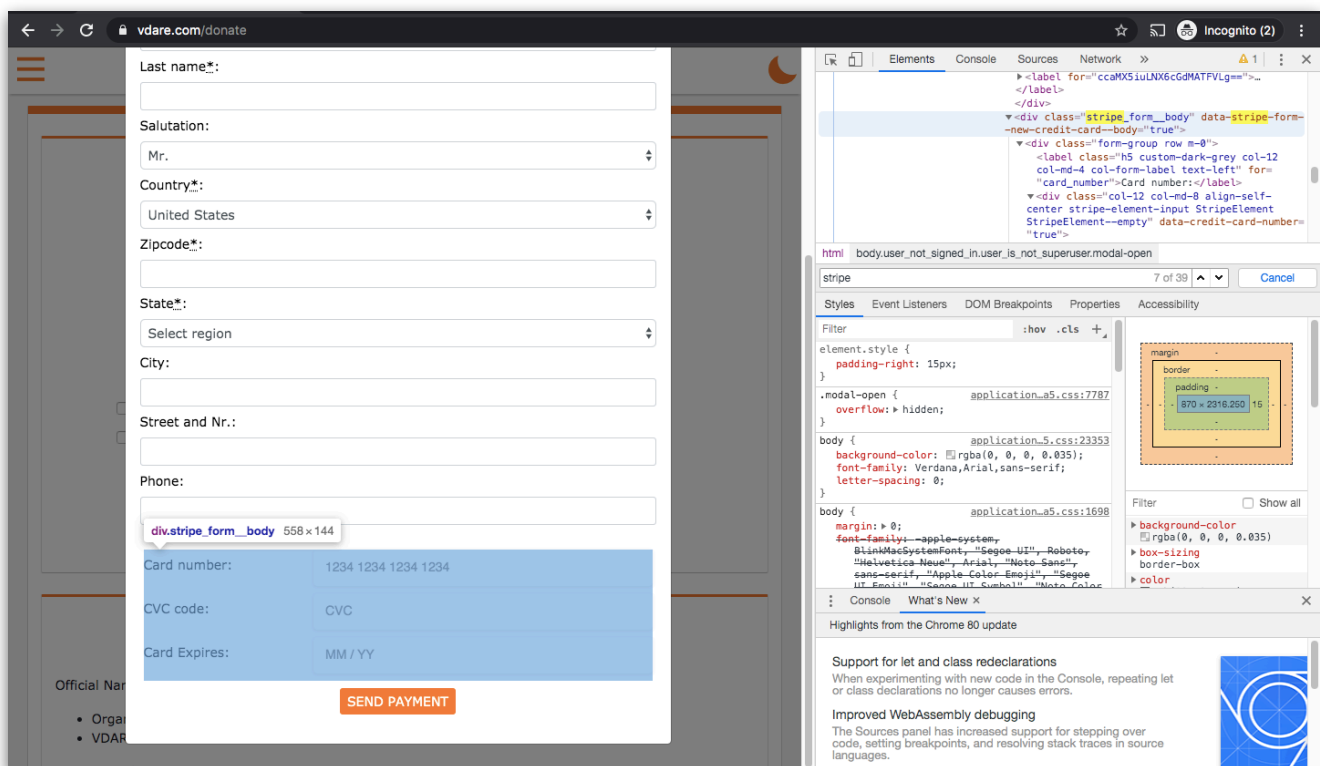 vdare.com/donate
Incognito (2)
Last name*:
Salutation:
Mr.
Country*:
United States
Zipcode*:
State*:
Select region
City:
Street and Nr.:
Phone:
div.stripe_form__body 558 × 144
Card number: 1234 1234 1234 1234
CVC code: CVC
Card Expires: MM / YY
SEND PAYMENT
Official Nar
• Orgar
• VDAR
Elements Console Sources Network » 1
▶<label for="ccaMX5iuLNX6cGdMATFVLg==">…
</label>
</div>
▼<div class="stripe_form__body" data-stripe-form-
-new-credit-card--body="true">
▼<div class="form-group row m-0">
<label class="h5 custom-dark-grey col-12
col-md-4 col-form-label text-left" for=
"card_number">Card number:</label>
▼<div class="col-12 col-md-8 align-self-
center stripe-element-input StripeElement
StripeElement--empty" data-credit-card-number=
"true">
html body.user_not_signed_in.user_is_not_superuser.modal-open
stripe 7 of 39 Cancel
Styles Event Listeners DOM Breakpoints Properties Accessibility
Filter :hov .cls +
element.style {
padding-right: 15px;
}
.modal-open { application…a5.css:7787
overflow:▶ hidden;
}
body { application…5.css:23353
background-color: rgba(0, 0, 0, 0.035);
font-family: Verdana,Arial,sans-serif;
letter-spacing: 0;
}
body { application…a5.css:1698
margin:▶ 0;
font-family: -apple-system,
BlinkMacSystemFont, "Segoe UI", Roboto,
"Helvetica Neue", Arial, "Noto Sans",
sans-serif, "Apple Color Emoji", "Segoe
UI Emoji", "Segoe UI Symbol", "Noto Color
margin -
border -
padding -
- - - 870 × 2316.250 15 - -
-
-
-
Filter Show all
▶ background-color
rgba(0, 0, 0, 0.035)
▶ box-sizing
border-box
▶ color
Console What's New ×
Highlights from the Chrome 80 update
Support for let and class redeclarations
When experimenting with new code in the Console, repeating let
or class declarations no longer causes errors.
Improved WebAssembly debugging
The Sources panel has increased support for stepping over
code, setting breakpoints, and resolving stack traces in source
languages.